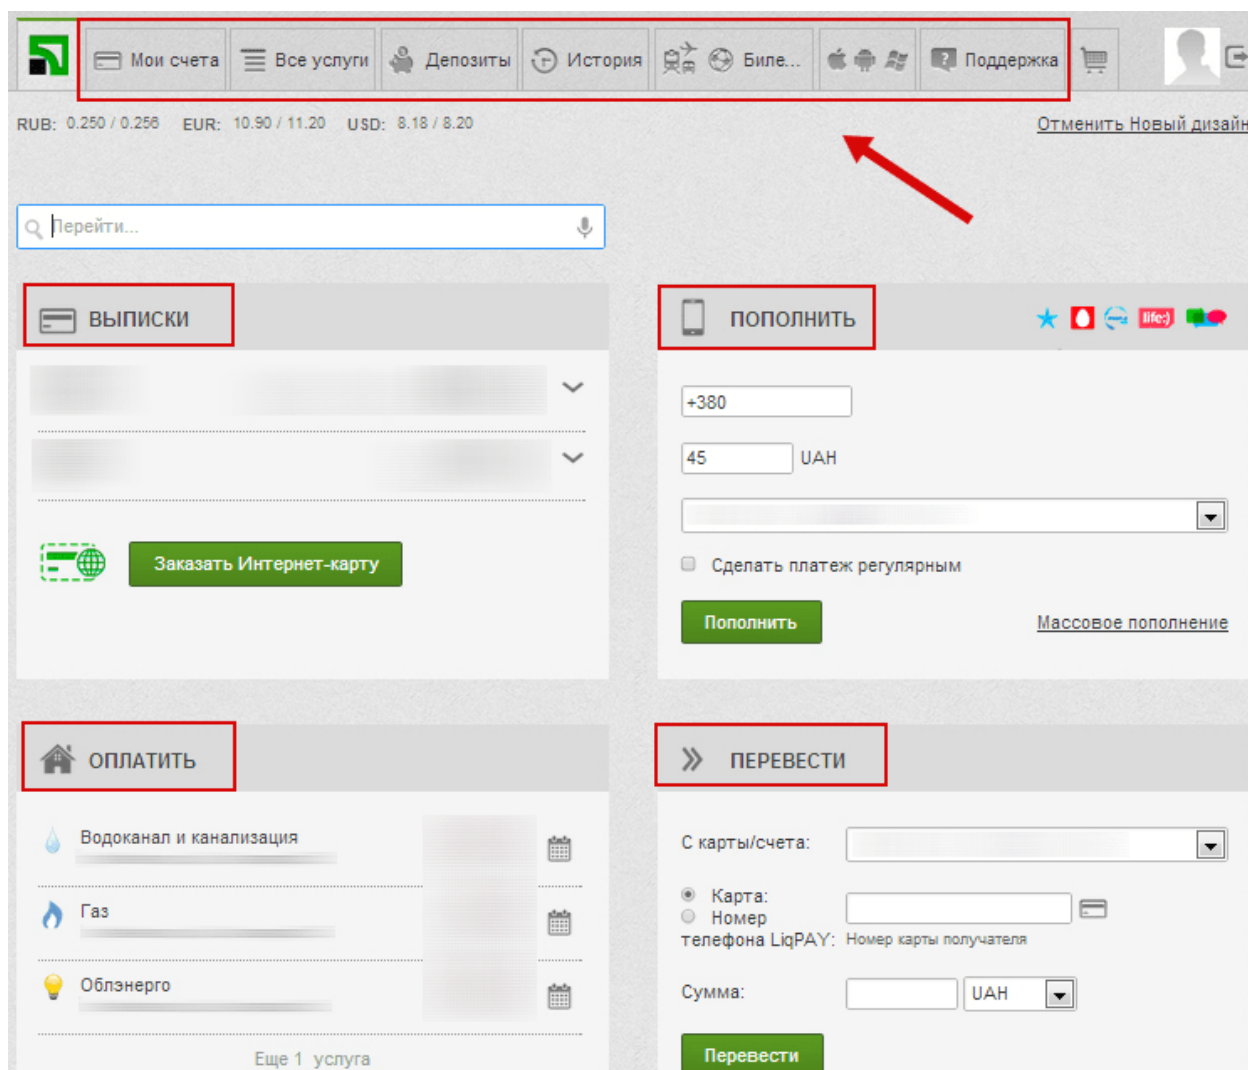 Мои счета Все услуги Депозиты История Биле... Поддержка
RUB: 0.250 / 0.256 EUR: 10.90 / 11.20 USD: 8.18 / 8.20 Отменить Новый дизайн
Перейти...
ВЫПИСКИ
Заказать Интернет-карту
ПОПОЛНИТЬ
life:)
+380
45 UAH
Сделать платеж регулярным
Пополнить Массовое пополнение
ОПЛАТИТЬ
Водоканал и канализация
Газ
Облэнерго
Еще 1 услуга
ПЕРЕВЕСТИ
С карты/счета:
Карта:
Номер
телефона LiqPAY: Номер карты получателя
Сумма: UAH
Перевести